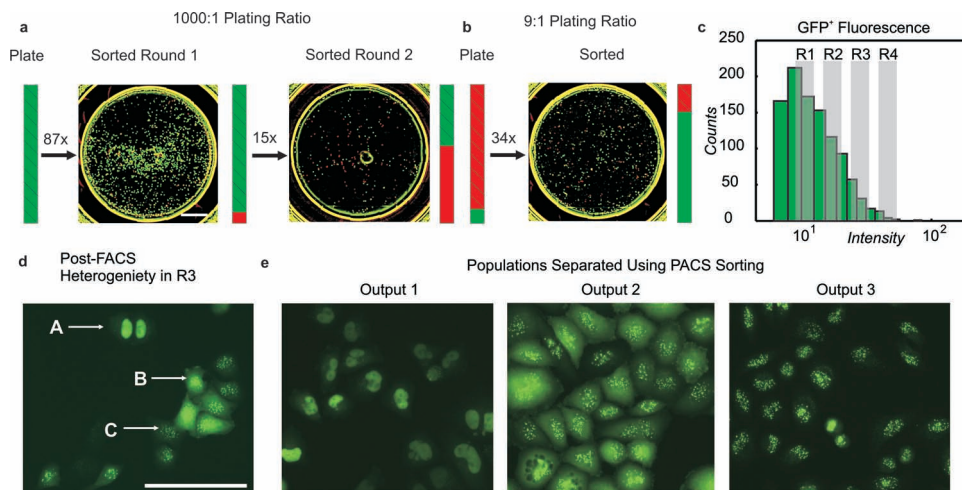 a
1000:1 Plating Ratio
Plate
Sorted Round 1
Sorted Round 2
87x
15x
b
9:1 Plating Ratio
Plate
Sorted
34x
c
GFP+ Fluorescence
250
200
150
100
50
0
Counts
R1
R2
R3
R4
10¹
Intensity
10²
d
Post-FACS
Heterogeniety in R3
A
B
C
e
Populations Separated Using PACS Sorting
Output 1
Output 2
Output 3